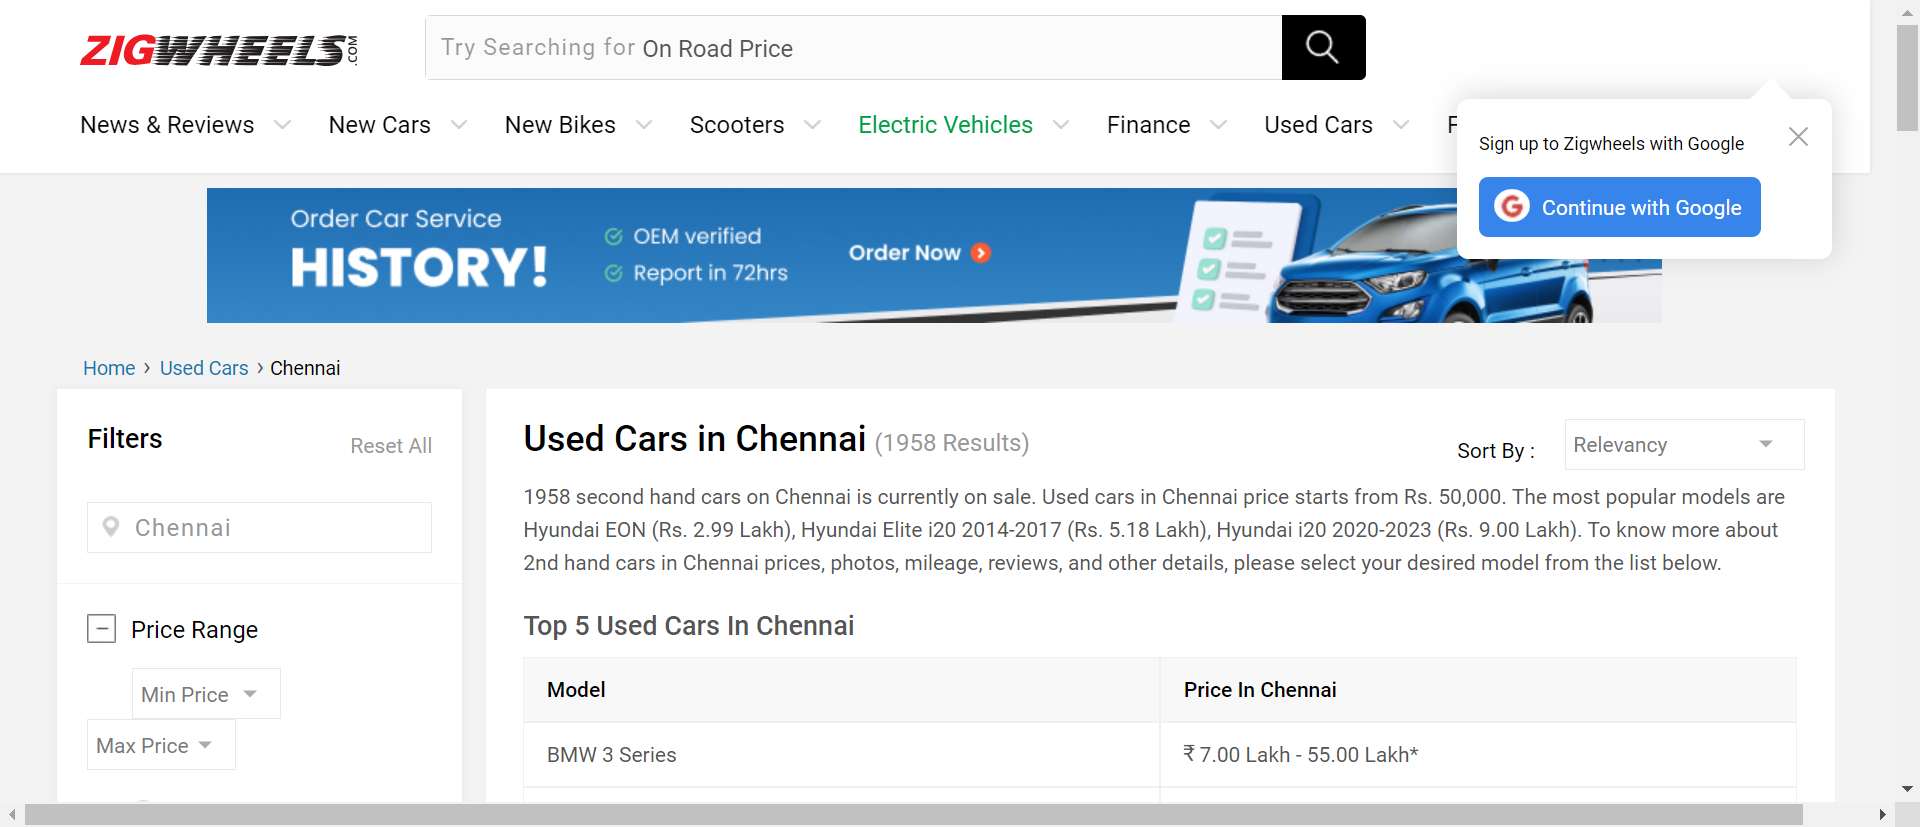 ZIGWHEELS.COM
Try Searching for On Road Price
News & Reviews New Cars New Bikes Scooters Electric Vehicles Finance Used Cars F
Sign up to Zigwheels with Google
Continue with Google
Order Car Service
HISTORY!
OEM verified
Report in 72hrs
Order Now
Home › Used Cars › Chennai
Filters
Reset All
Chennai
Price Range
Min Price
Max Price
Used Cars in Chennai (1958 Results)
Sort By :
Relevancy
1958 second hand cars on Chennai is currently on sale. Used cars in Chennai price starts from Rs. 50,000. The most popular models are
Hyundai EON (Rs. 2.99 Lakh), Hyundai Elite i20 2014-2017 (Rs. 5.18 Lakh), Hyundai i20 2020-2023 (Rs. 9.00 Lakh). To know more about
2nd hand cars in Chennai prices, photos, mileage, reviews, and other details, please select your desired model from the list below.
Top 5 Used Cars In Chennai
Model Price In Chennai
BMW 3 Series ₹ 7.00 Lakh - 55.00 Lakh*